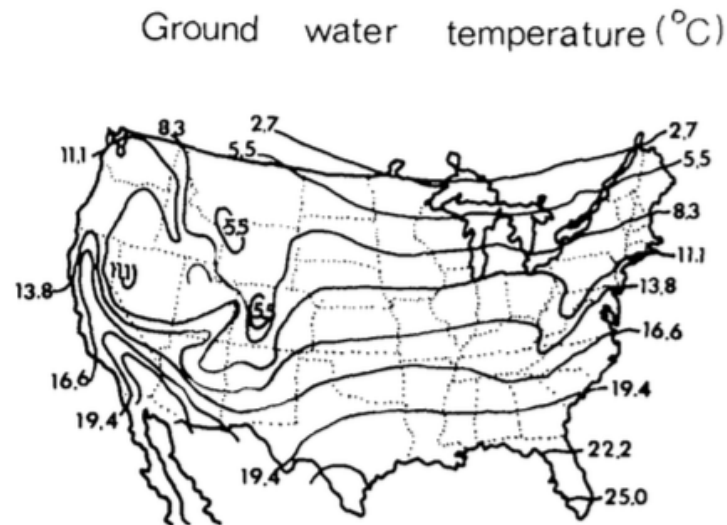 Ground water temperature (°C)
8,3 2,7 2,7
11,1 5,5 5,5
5,5 8,3
11,1 11,1
13,8 5,5 13,8
16,6 16,6
19,4 19,4
19,4 22,2
25,0